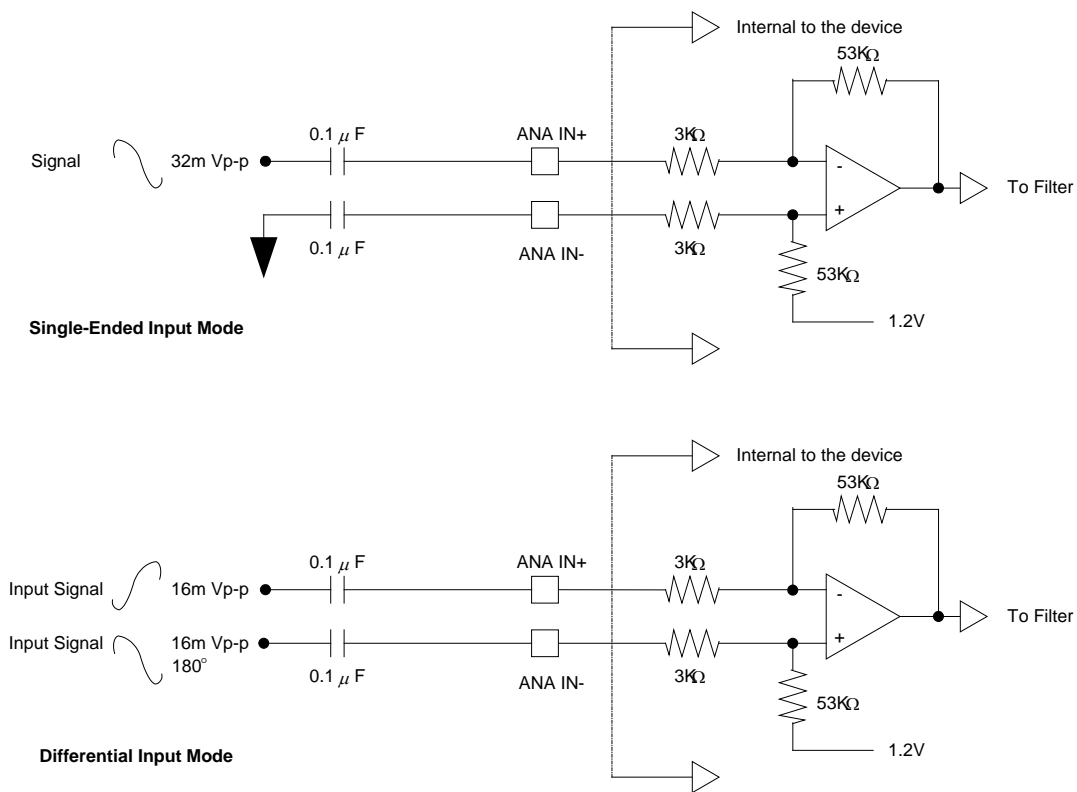 Internal to the device
53KΩ
0.1 μ F
ANA IN+
3KΩ
Signal
32m Vp-p
-
To Filter
+
0.1 μ F
ANA IN-
3KΩ
53KΩ
1.2V
Single-Ended Input Mode
Internal to the device
53KΩ
0.1 μ F
ANA IN+
3KΩ
Input Signal
16m Vp-p
-
To Filter
Input Signal
16m Vp-p
180°
+
0.1 μ F
ANA IN-
3KΩ
53KΩ
1.2V
Differential Input Mode